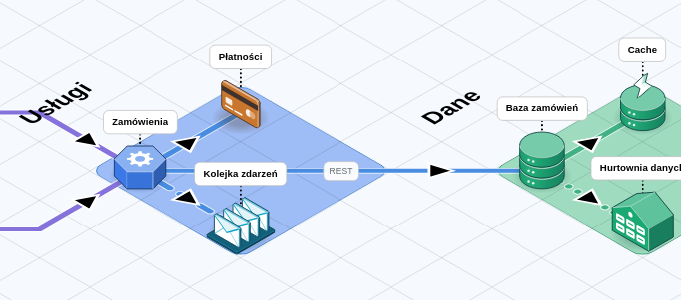 Usługi
Płatności
Zamówienia
Kolejka zdarzeń
REST
Dane
Cache
Baza zamówień
Hurtownia danych